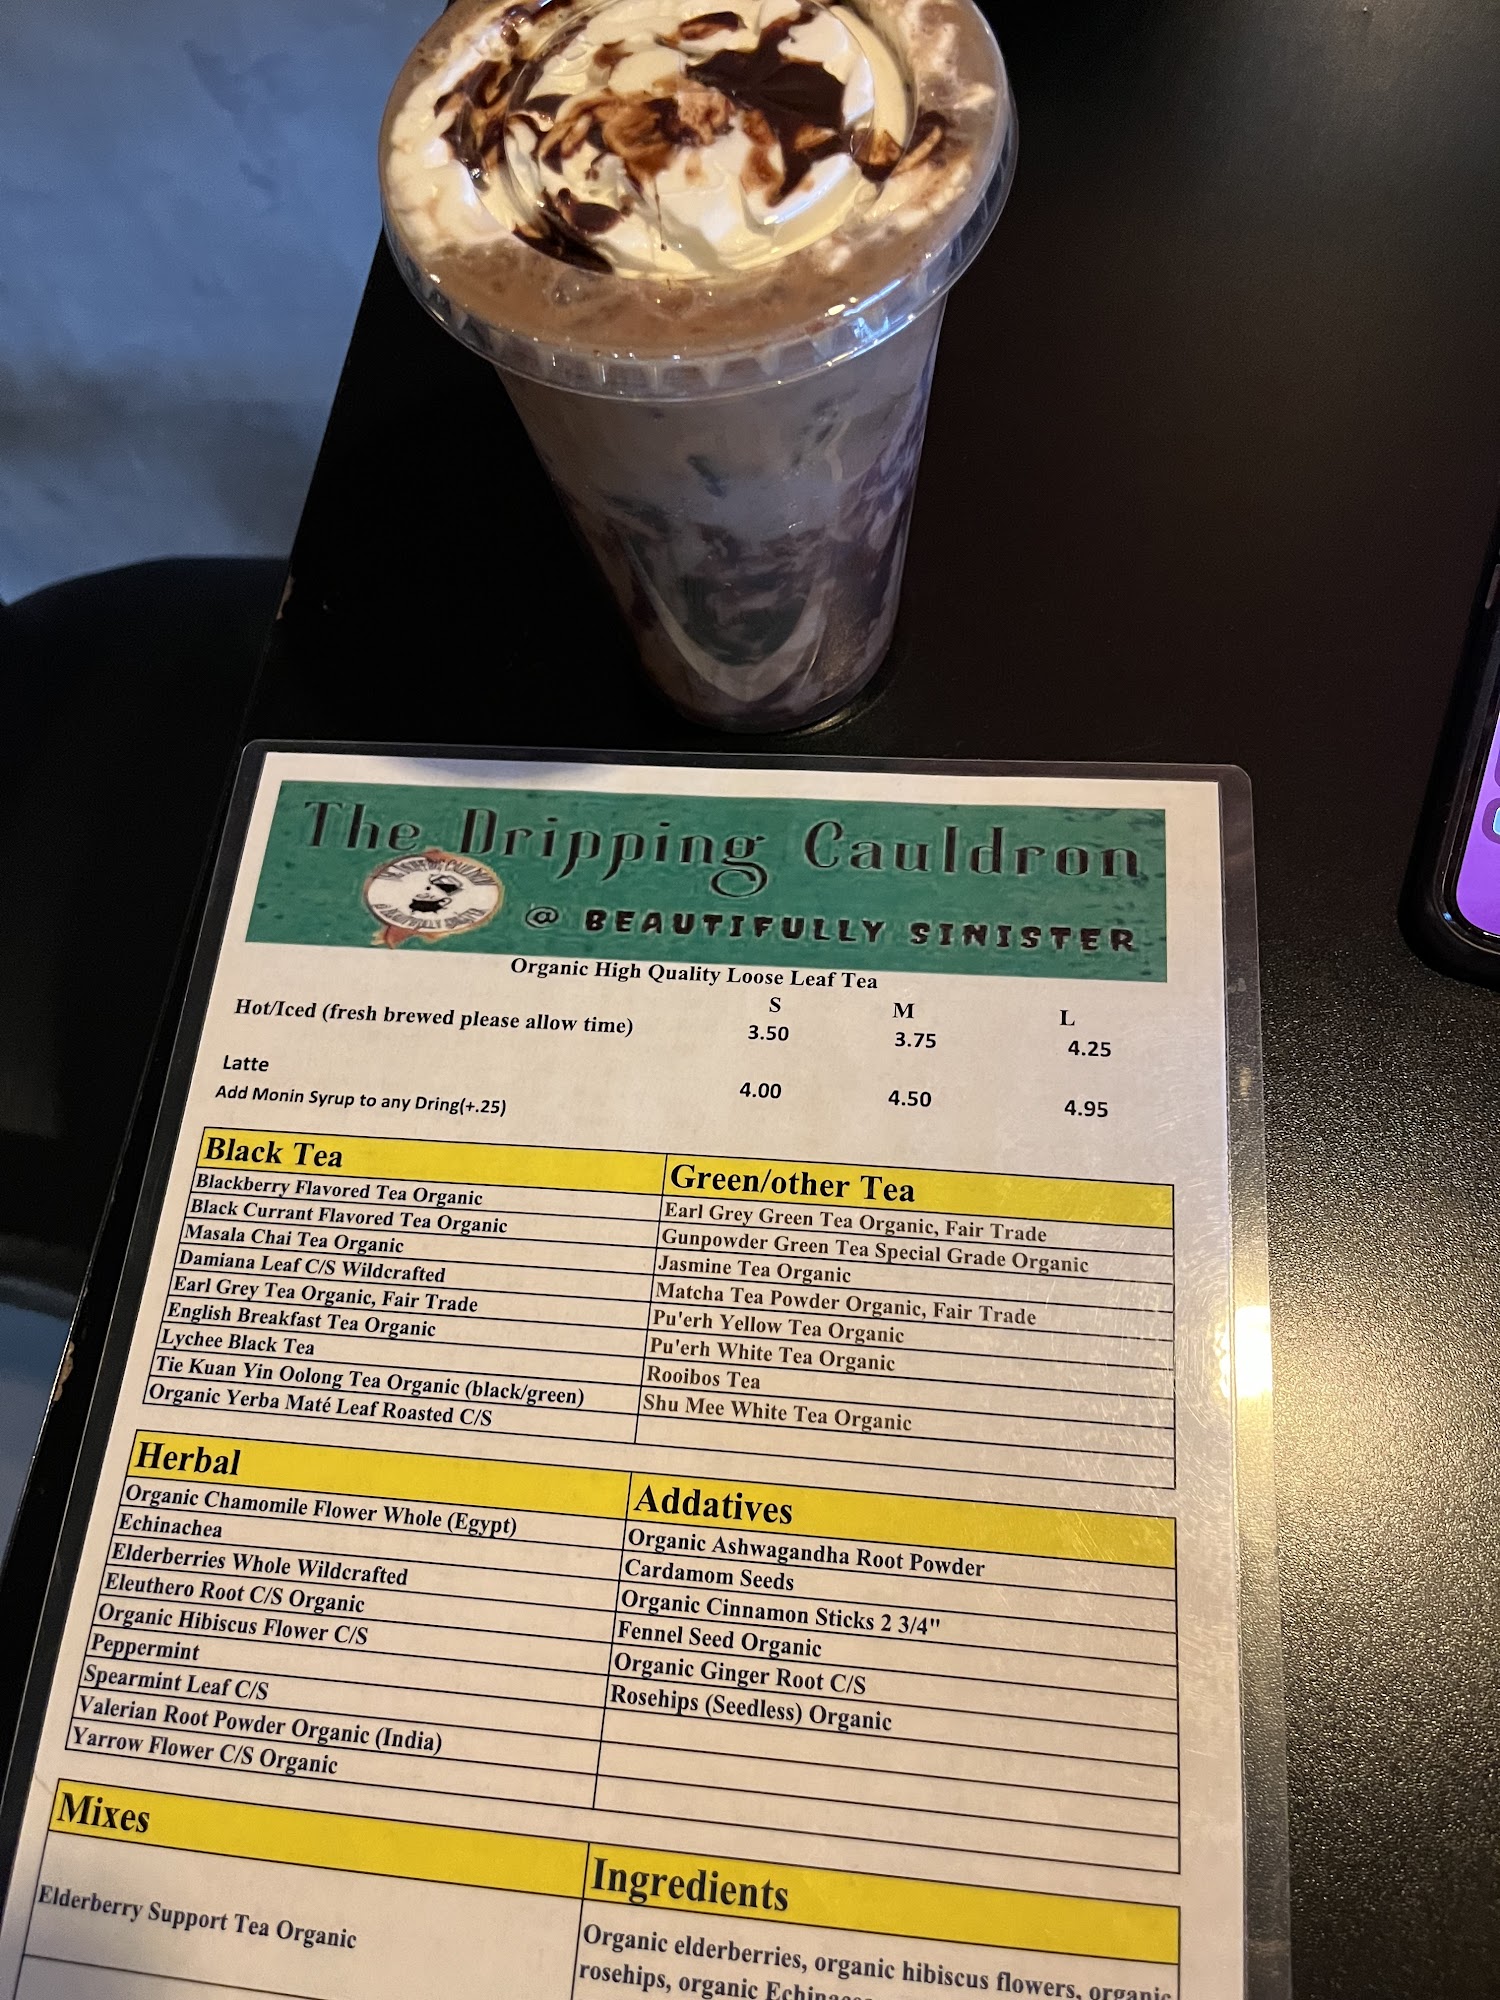 The Dripping Cauldron
@ BEAUTIFULLY SINISTER
Organic High Quality Loose Leaf Tea
S M L
Hot/Iced (fresh brewed please allow time) 3.50 3.75 4.25
Latte 4.00 4.50 4.95
Add Monin Syrup to any Dring(+.25)
Black Tea
Blackberry Flavored Tea Organic
Black Currant Flavored Tea Organic
Masala Chai Tea Organic
Damiana Leaf C/S Wildcrafted
Earl Grey Tea Organic, Fair Trade
English Breakfast Tea Organic
Lychee Black Tea
Tie Kuan Yin Oolong Tea Organic (black/green)
Organic Yerba Maté Leaf Roasted C/S
Green/other Tea
Earl Grey Green Tea Organic, Fair Trade
Gunpowder Green Tea Special Grade Organic
Jasmine Tea Organic
Matcha Tea Powder Organic, Fair Trade
Pu'erh Yellow Tea Organic
Pu'erh White Tea Organic
Rooibos Tea
Shu Mee White Tea Organic
Herbal
Organic Chamomile Flower Whole (Egypt)
Echinachea
Elderberries Whole Wildcrafted
Eleuthero Root C/S Organic
Organic Hibiscus Flower C/S
Peppermint
Spearmint Leaf C/S
Valerian Root Powder Organic (India)
Yarrow Flower C/S Organic
Addatives
Organic Ashwagandha Root Powder
Cardamom Seeds
Organic Cinnamon Sticks 2 3/4"
Fennel Seed Organic
Organic Ginger Root C/S
Rosehips (Seedless) Organic
Mixes
Elderberry Support Tea Organic
Ingredients
Organic elderberries, organic hibiscus flowers, organic
rosehips, organic